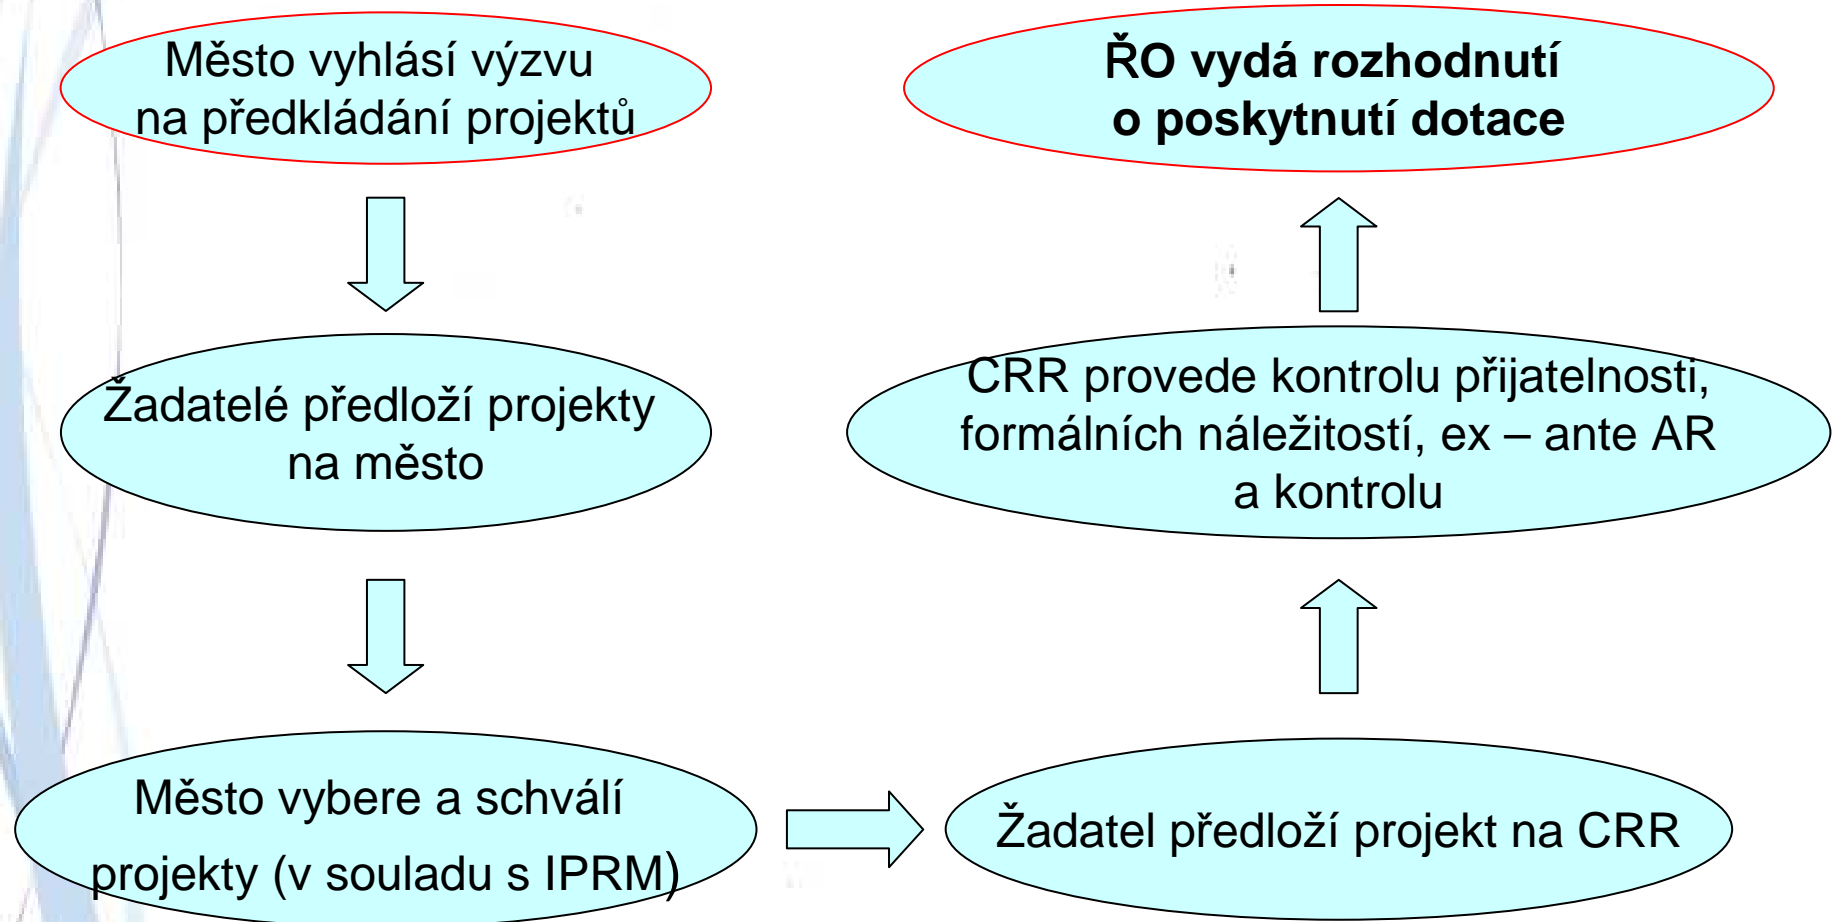 Město vyhlásí výzvu
na předkládání projektů
Žadatelé předloží projekty
na město
Město vybere a schválí
projekty (v souladu s IPRM)
Žadatel předloží projekt na CRR
CRR provede kontrolu přijatelnosti,
formálních náležitostí, ex – ante AR
a kontrolu
ŘO vydá rozhodnutí
o poskytnutí dotace